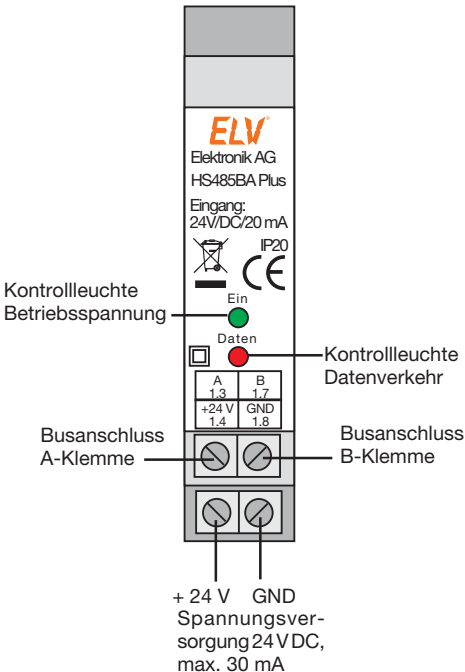 ELV
Elektronik AG
HS485BA Plus
Eingang:
24V/DC/20 mA
IP20
CE
Kontrollleuchte
Betriebsspannung
Ein
Daten
Kontrollleuchte
Datenverkehr
A B
1.3 1.7
+24 V GND
1.4 1.8
Busanschluss
A-Klemme
Busanschluss
B-Klemme
+ 24 V GND
Spannungsver-
sorgung 24 V DC,
max. 30 mA